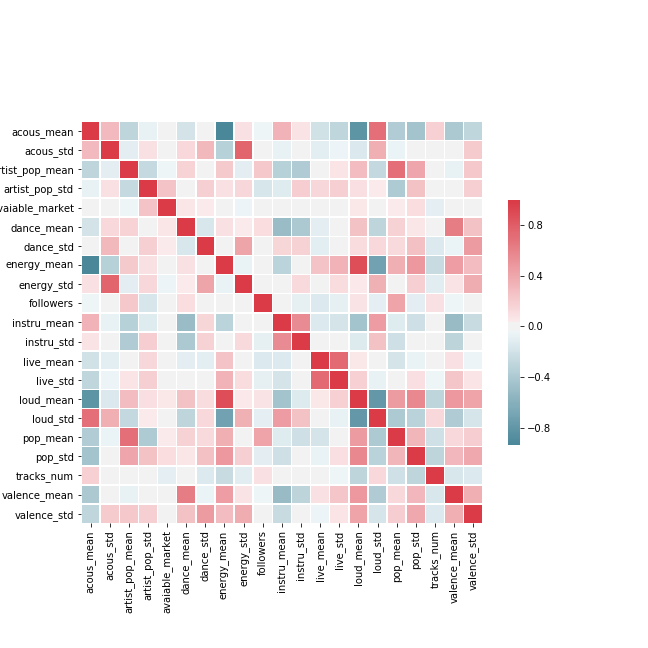 acous_mean
acous_std
rtist_pop_mean
artist_pop_std
vaiable_market
dance_mean
dance_std
energy_mean
energy_std
followers
instru_mean
instru_std
live_mean
live_std
loud_mean
loud_std
pop_mean
pop_std
tracks_num
valence_mean
valence_std
acous_mean
acous_std
artist_pop_mean
artist_pop_std
avaiable_market
dance_mean
dance_std
energy_mean
energy_std
followers
instru_mean
instru_std
live_mean
live_std
loud_mean
loud_std
pop_mean
pop_std
tracks_num
valence_mean
valence_std
0.8
0.4
0.0
−0.4
−0.8